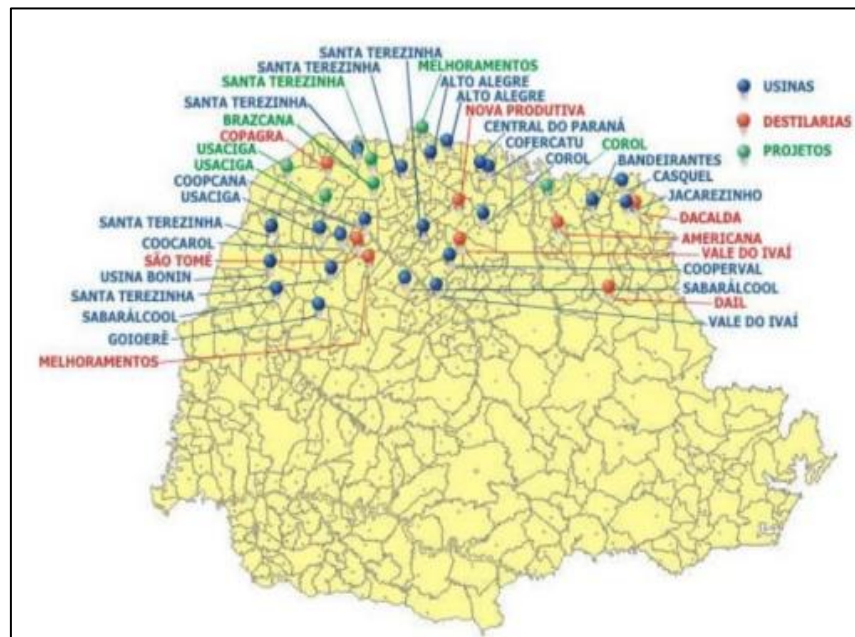 SANTA TEREZINHA
SANTA TEREZINHA
SANTA TEREZINHA
SANTA TEREZINHA
BRAZCANA
COPAGRA
USACIGA
USACIGA
COOPCANA
USACIGA
SANTA TEREZINHA
COOCAROL
SÃO TOMÉ
USINA BONIN
SANTA TEREZINHA
SABARÁLCOOL
GOIOERÊ
MELHORAMENTOS
MELHORAMENTOS
ALTO ALEGRE
ALTO ALEGRE
NOVA PRODUTIVA
CENTRAL DO PARANÁ
COFERCATU
COROL
COROL
BANDEIRANTES
CASQUEL
JACAREZINHO
DACALDA
AMERICANA
VALE DO IVAÍ
COOPERVAL
SABARÁLCOOL
DAIL
VALE DO IVAÍ
USINAS
DESTILARIAS
PROJETOS